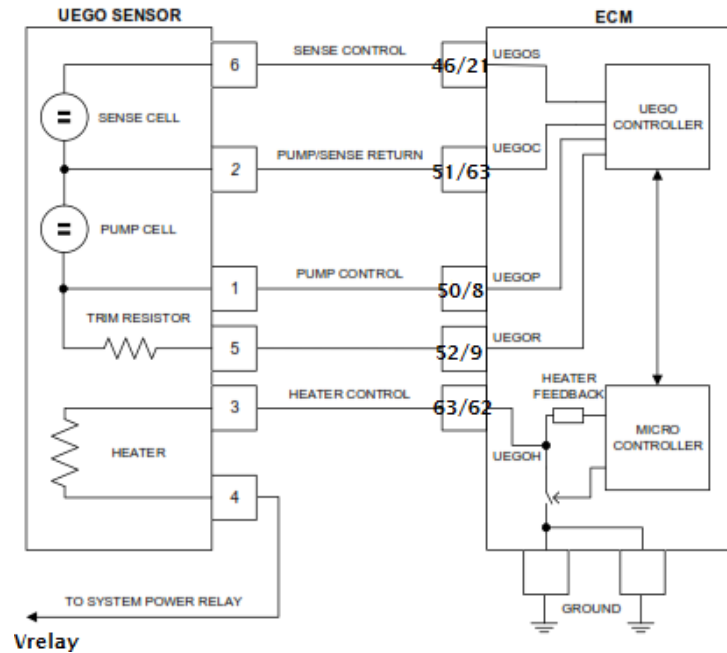 UEGO SENSOR
ECM
SENSE CONTROL
6
46/21
UEGOS
SENSE CELL
UEGO
CONTROLLER
PUMP/SENSE RETURN
2
51/63
UEGOC
PUMP CELL
PUMP CONTROL
1
50/8
UEGOP
TRIM RESISTOR
5
52/9
UEGOR
HEATER CONTROL
3
63/62
HEATER
FEEDBACK
MICRO
CONTROLLER
HEATER
UEGOH
4
TO SYSTEM POWER RELAY
GROUND
Vrelay